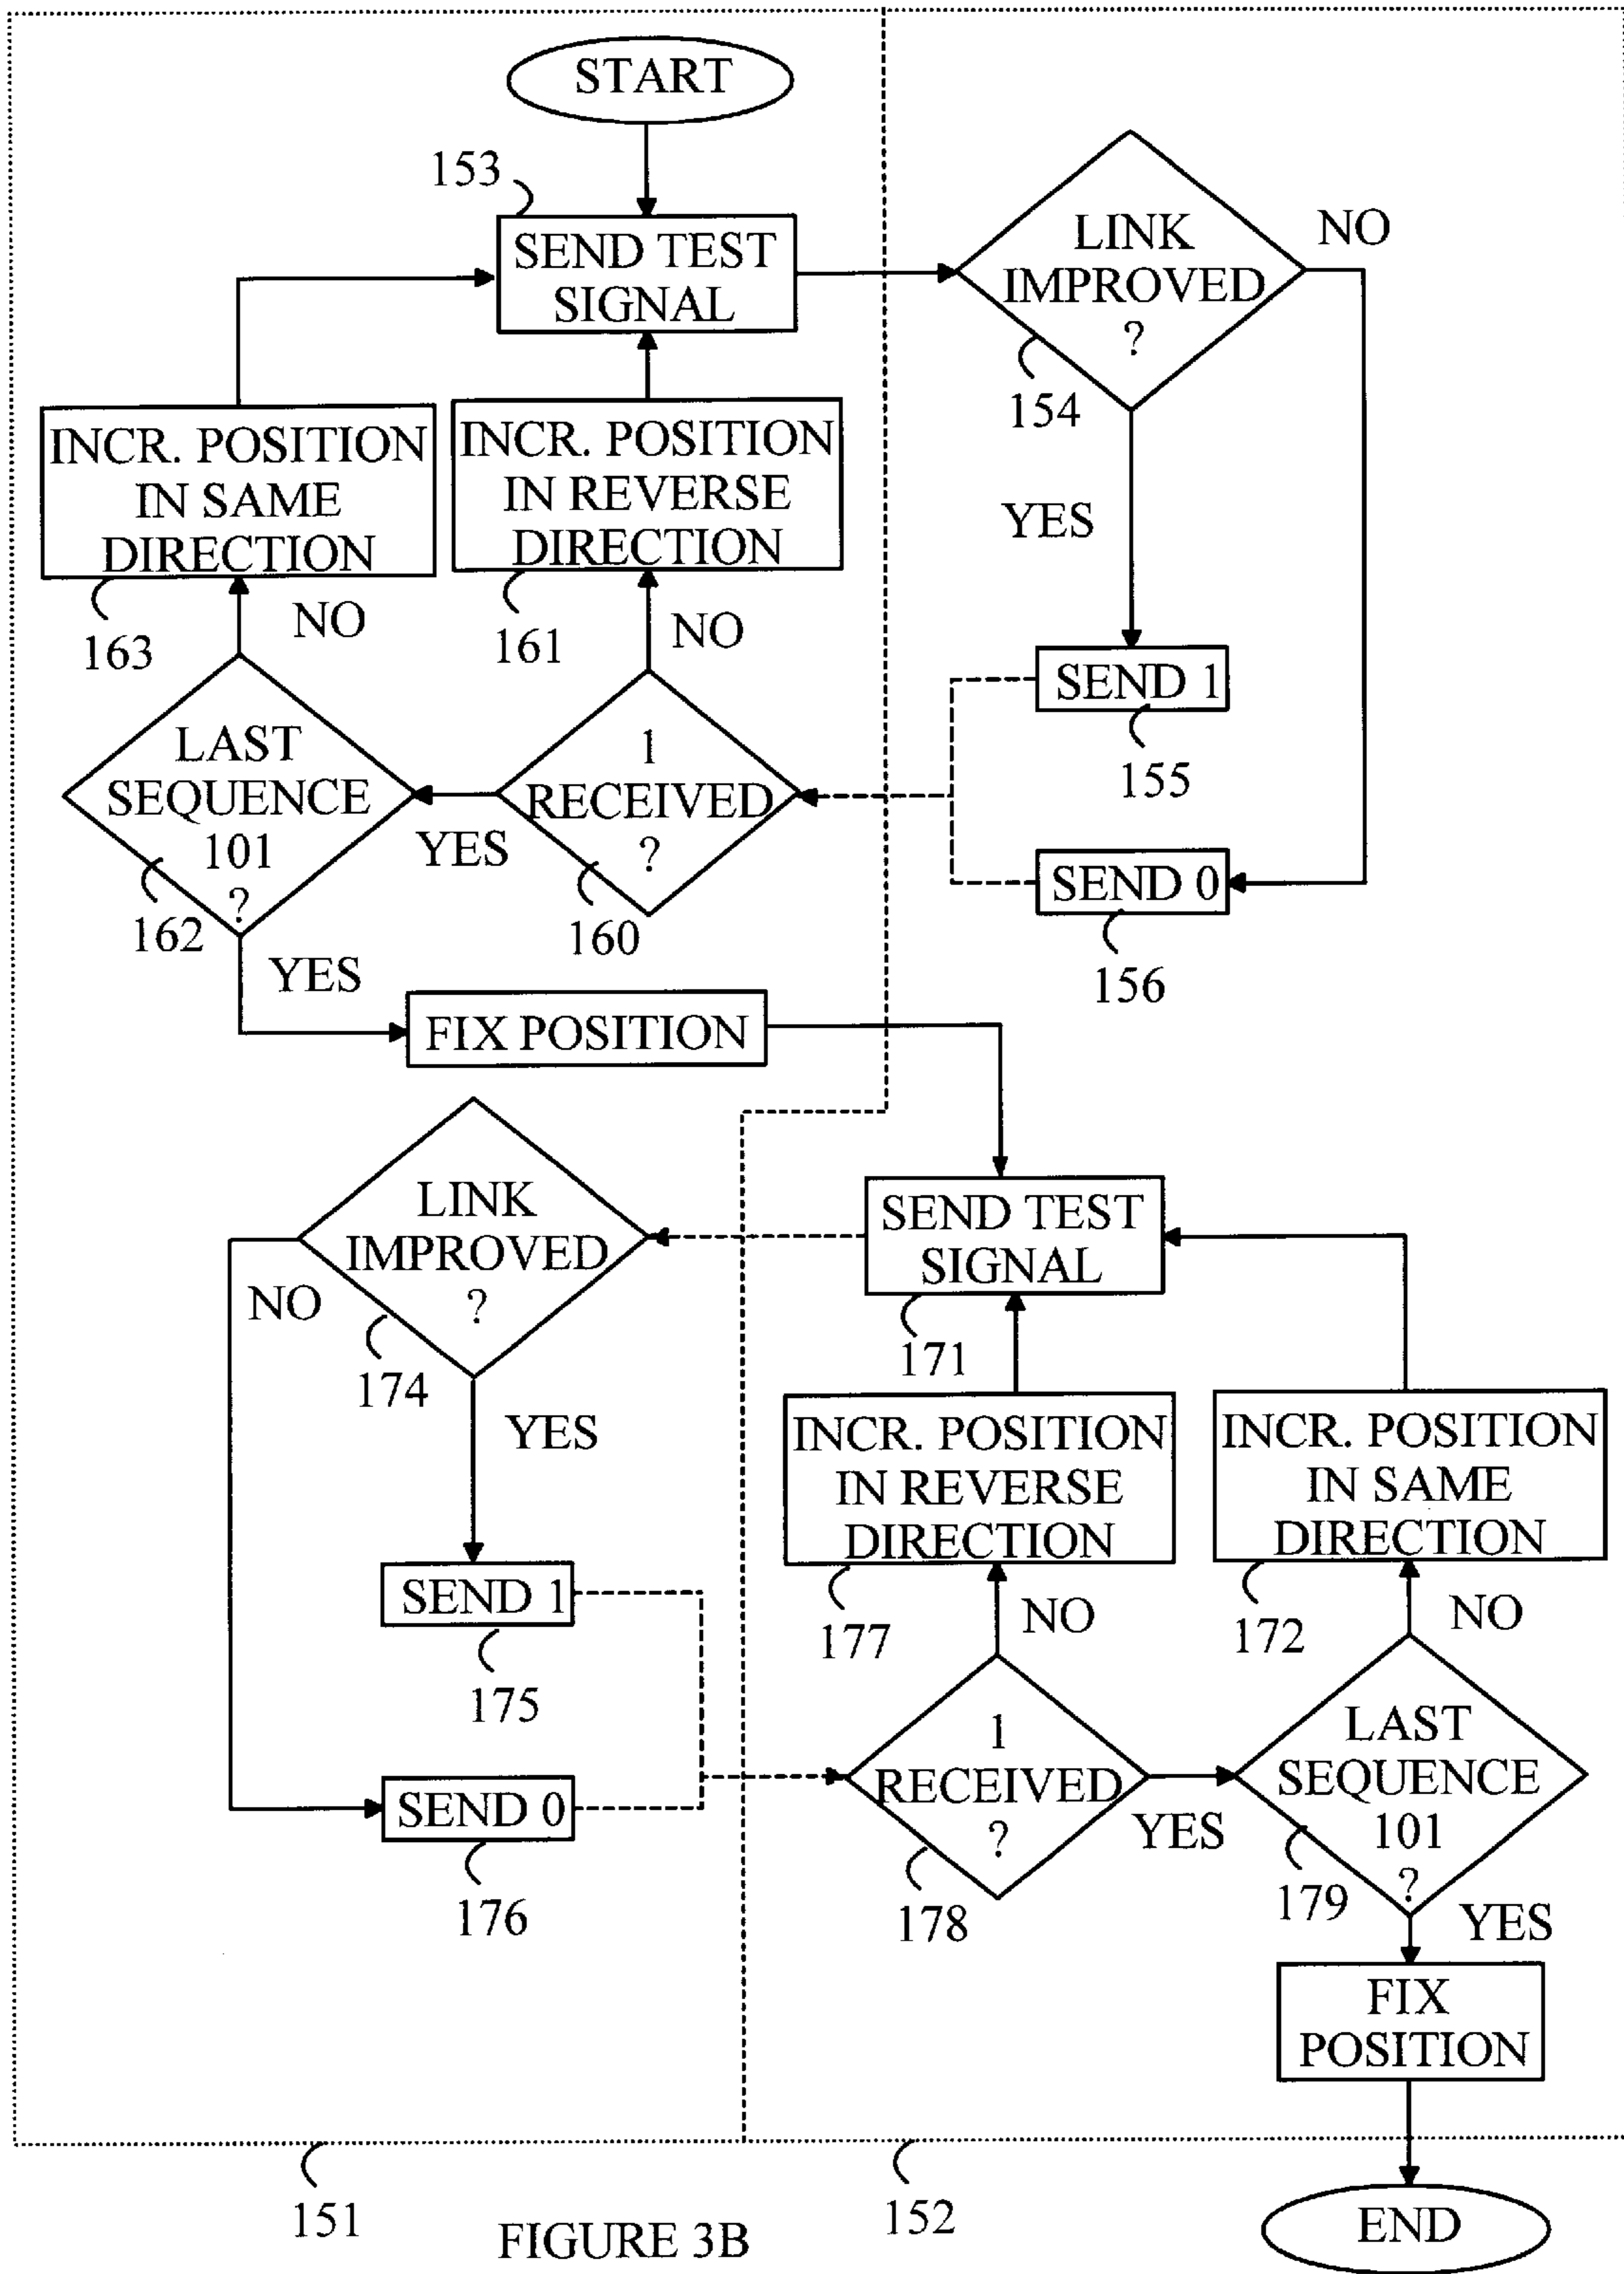 START
153
SEND TEST
SIGNAL
LINK
IMPROVED
?
NO
154
INCR. POSITION
IN SAME
DIRECTION
INCR. POSITION
IN REVERSE
DIRECTION
YES
163
NO
161
NO
SEND 1
155
LAST
SEQUENCE
101
?
162
YES
1
RECEIVED
?
160
SEND 0
156
YES
FIX POSITION
LINK
IMPROVED
?
NO
174
SEND TEST
SIGNAL
171
YES
INCR. POSITION
IN REVERSE
DIRECTION
INCR. POSITION
IN SAME
DIRECTION
SEND 1
175
177
NO
172
NO
SEND 0
176
1
RECEIVED
?
178
YES
LAST
SEQUENCE
101
?
179
YES
FIX
POSITION
151
152
END
FIGURE 3B